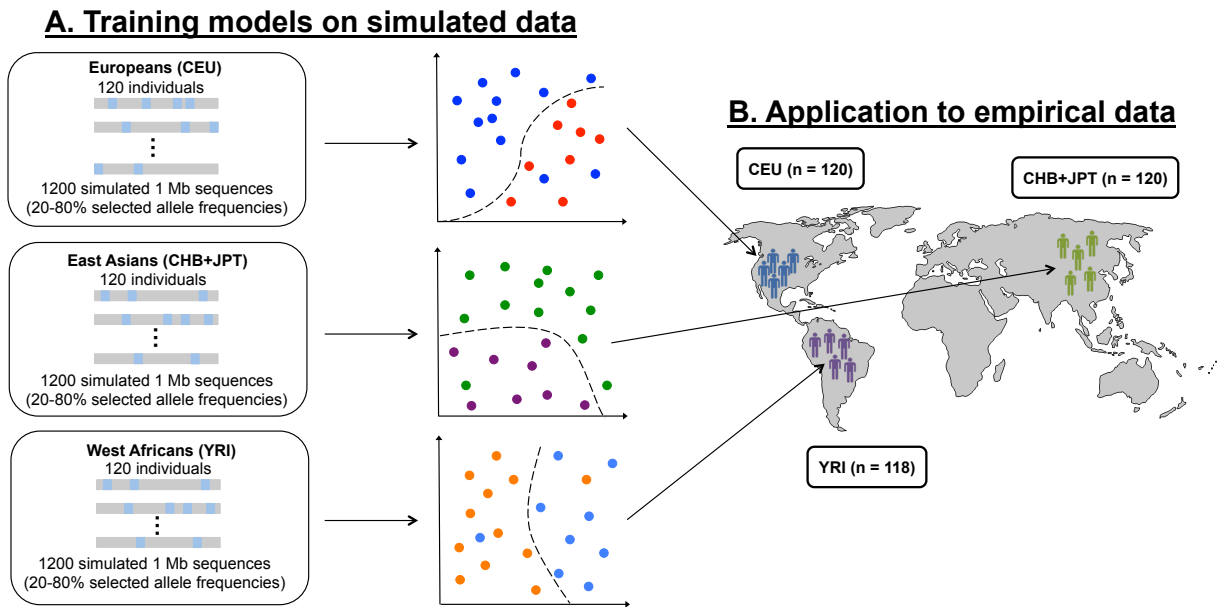 A. Training models on simulated data
Europeans (CEU)
120 individuals
1200 simulated 1 Mb sequences
(20-80% selected allele frequencies)
East Asians (CHB+JPT)
120 individuals
1200 simulated 1 Mb sequences
(20-80% selected allele frequencies)
West Africans (YRI)
120 individuals
1200 simulated 1 Mb sequences
(20-80% selected allele frequencies)
B. Application to empirical data
CEU (n = 120)
CHB+JPT (n = 120)
YRI (n = 118)